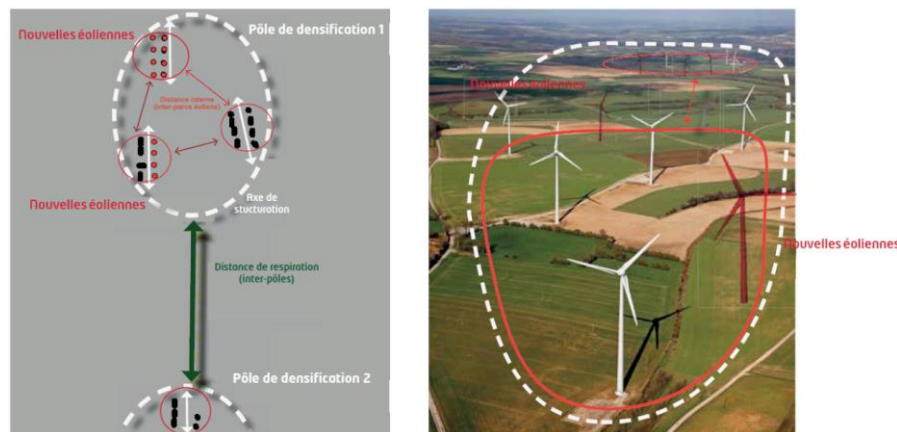 Pôle de densification 1
Nouvelles éoliennes
Distance interne
(inter-parcs éoliens)
Nouvelles éoliennes
Axe de
stucturation
Distance de respiration
(inter-pôles)
Pôle de densification 2
Nouvelles éoliennes
Nouvelles éoliennes